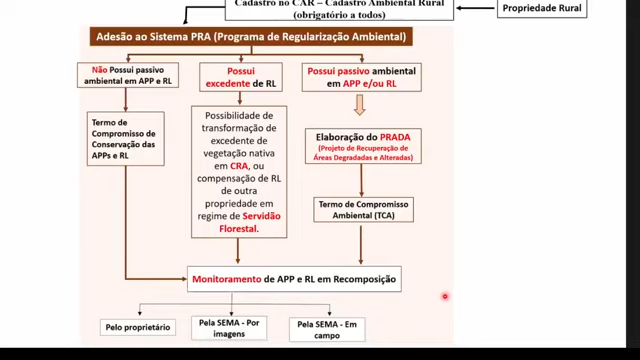 Cadastro no CAR – Cadastro Ambiental Rural
(obrigatório a todos)
Propriedade Rural
Adesão ao Sistema PRA (Programa de Regularização Ambiental)
Não Possui passivo
ambiental em APP e RL
Possui
excedente de RL
Possui passivo ambiental
em APP e/ou RL
Termo de
Compromisso de
Conservação das
APPs e RL
Possibilidade de
transformação de
excedente de
vegetação nativa
em CRA, ou
compensação de RL
de outra
propriedade em
regime de Servidão
Florestal.
Elaboração do PRADA
(Projeto de Recuperação de
Áreas Degradadas e Alteradas)
Termo de Compromisso
Ambiental (TCA)
Monitoramento de APP e RL em Recomposição
Pelo proprietário
Pela SEMA - Por
imagens
Pela SEMA - Em
campo